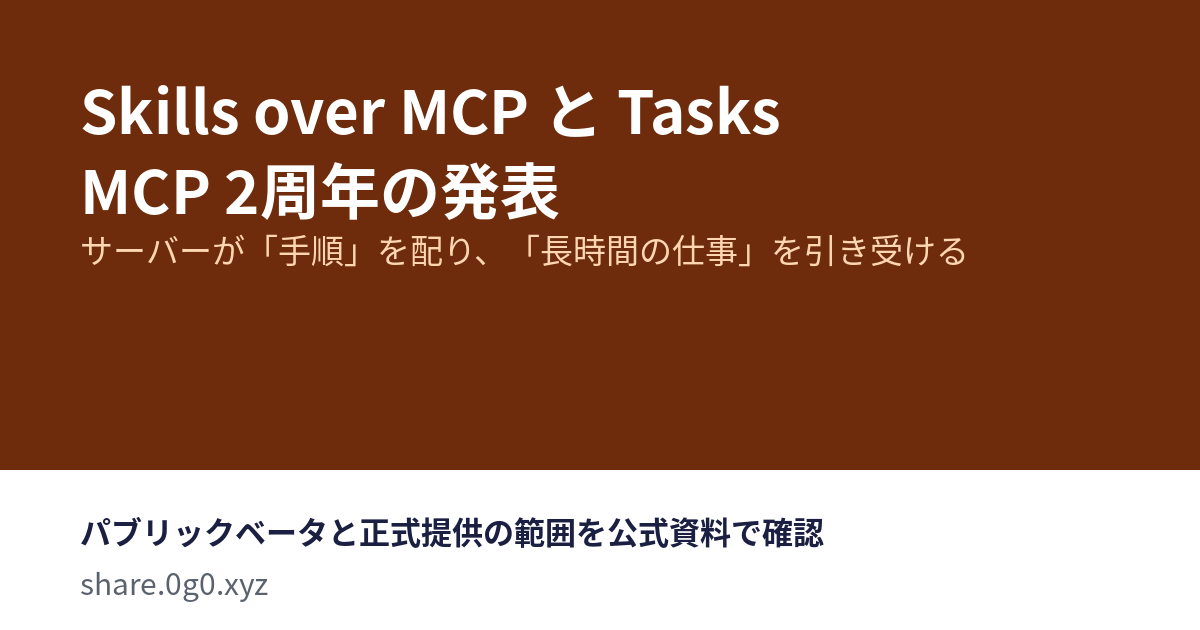 Skills over MCP と Tasks
MCP 2周年の発表
サーバーが「手順」を配り、「長時間の仕事」を引き受ける
パブリックベータと正式提供の範囲を公式資料で確認
share.0g0.xyz